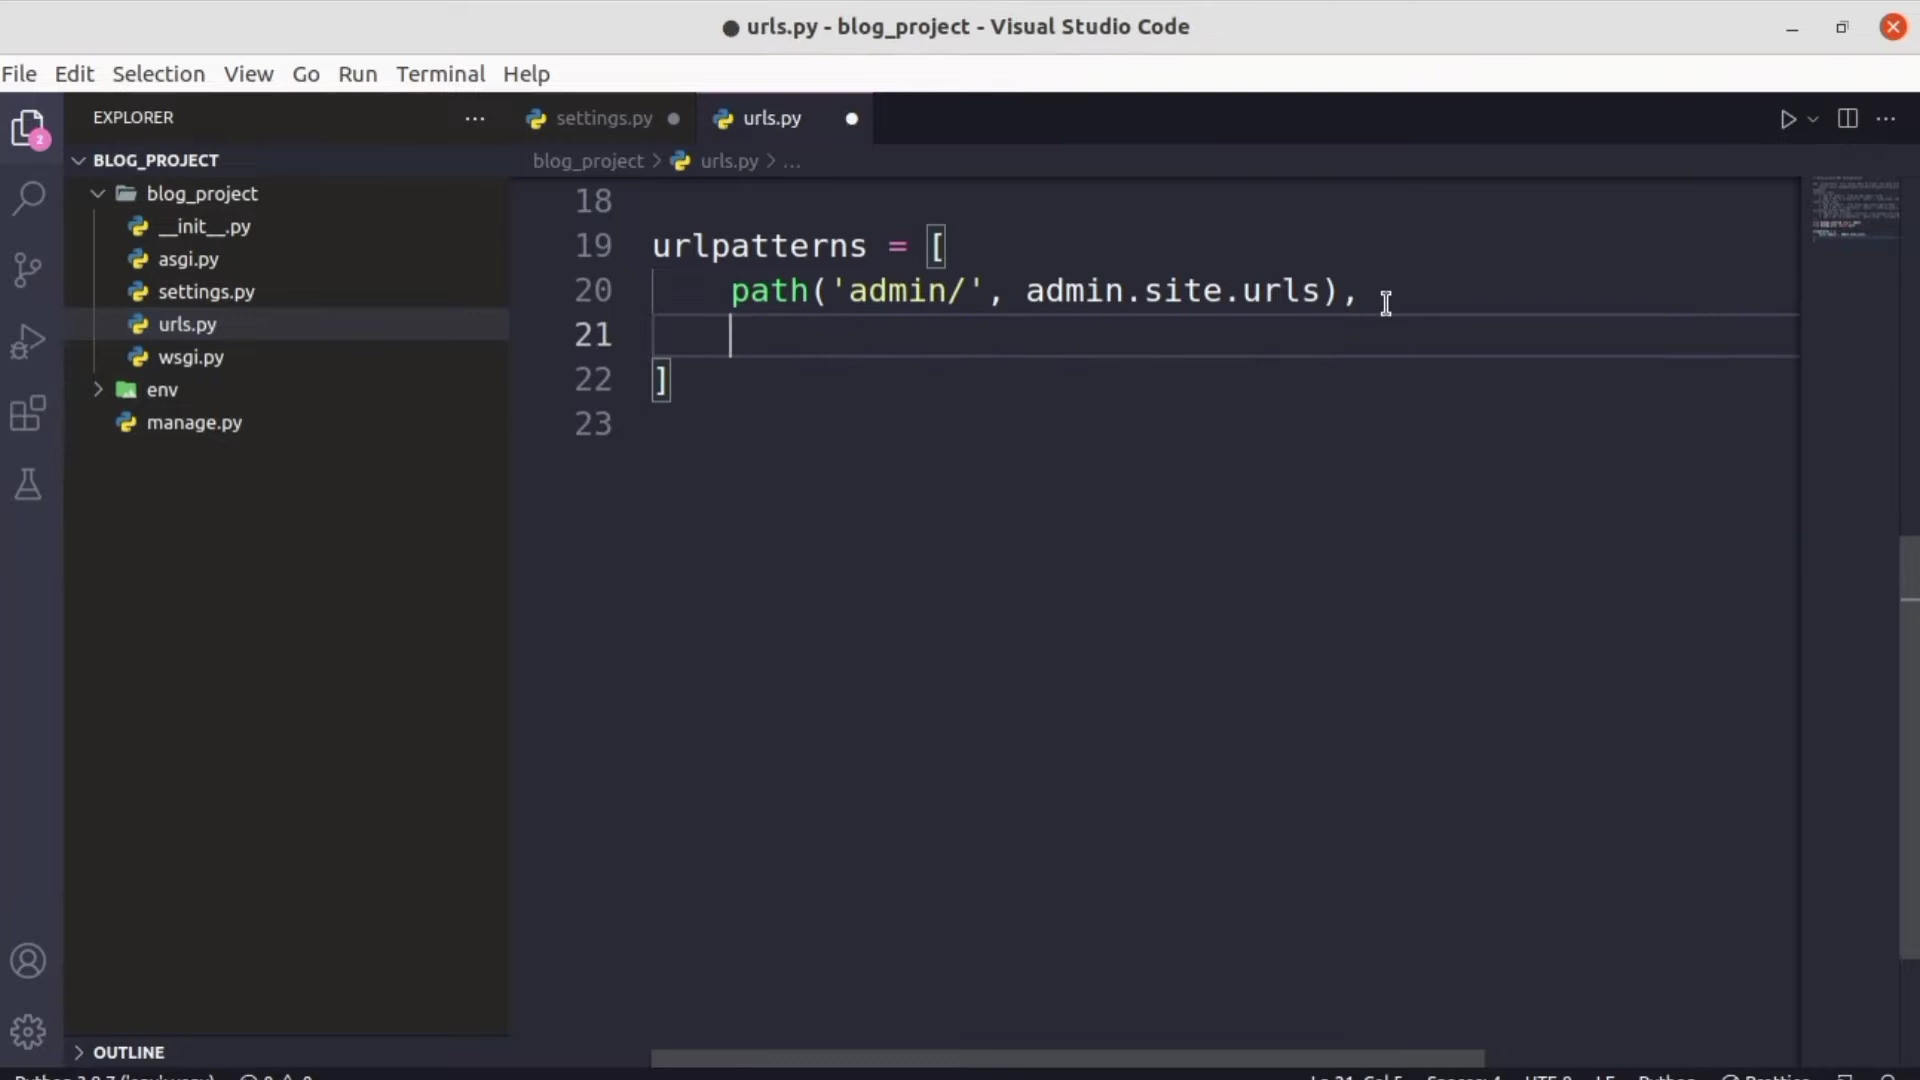 ● urls.py - blog_project - Visual Studio Code
File Edit Selection View Go Run Terminal Help
EXPLORER
settings.py
urls.py
2
BLOG_PROJECT
blog_project > urls.py > ...
blog_project
__init__.py
asgi.py
settings.py
urls.py
wsgi.py
env
manage.py
18
19 urlpatterns = [
20 path('admin/', admin.site.urls),
21
22 ]
23
OUTLINE